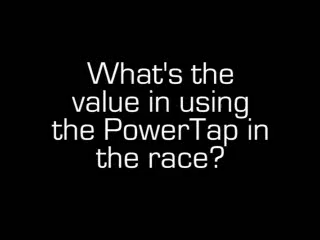 What's the
value in using
the PowerTap in
the race?